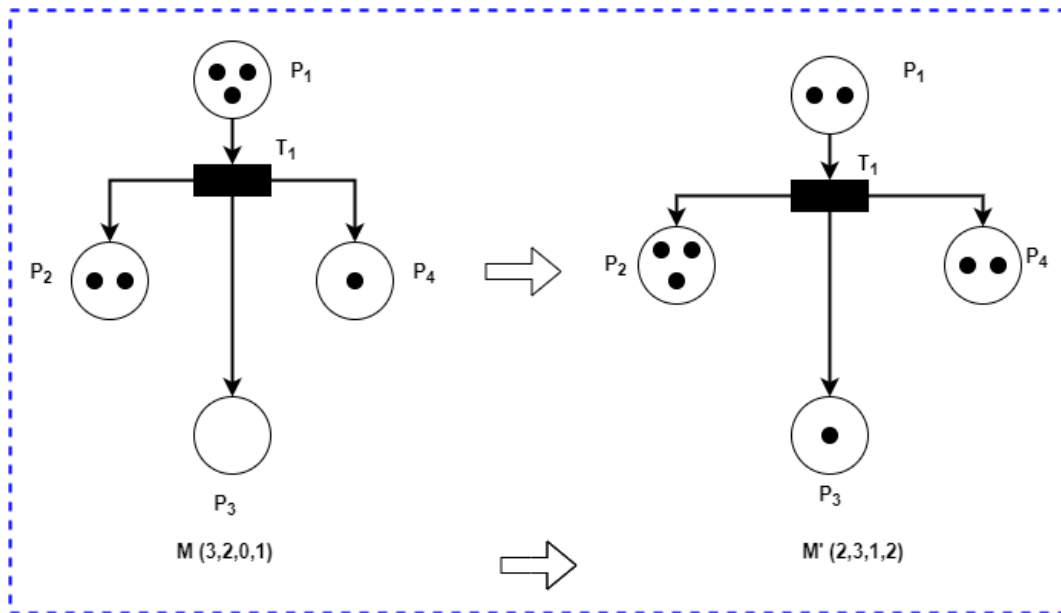 P1
T1
P2
P4
P3
M (3,2,0,1)
P1
T1
P2
P4
P3
M' (2,3,1,2)